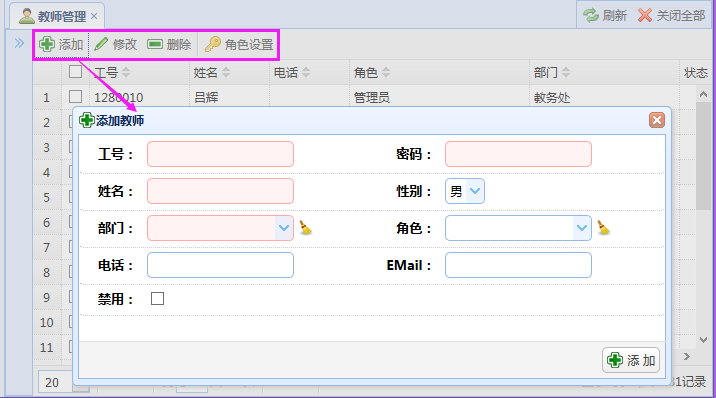 教师管理 × 刷新 关闭全部
添加 修改 删除 角色设置
工号 姓名 电话 角色 部门 状态
1 1280010 吕辉 管理员 教务处
2
3
4
5
6
7
8
9
10
11
添加教师
工号： 密码：
姓名： 性别： 男
部门： 角色：
电话： EMail：
禁用：
添 加
20 31记录